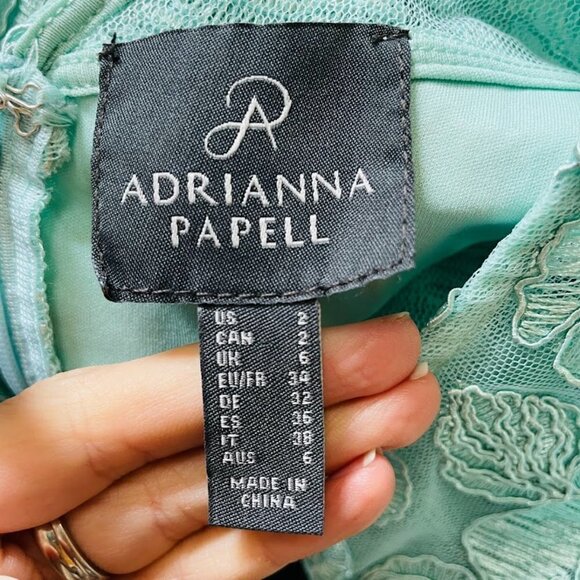 ADRIANNA
PAPELL
US 2
CAN 2
UK 6
EU/FR 34
DE 32
ES 36
IT 38
AUS 6
MADE IN
CHINA